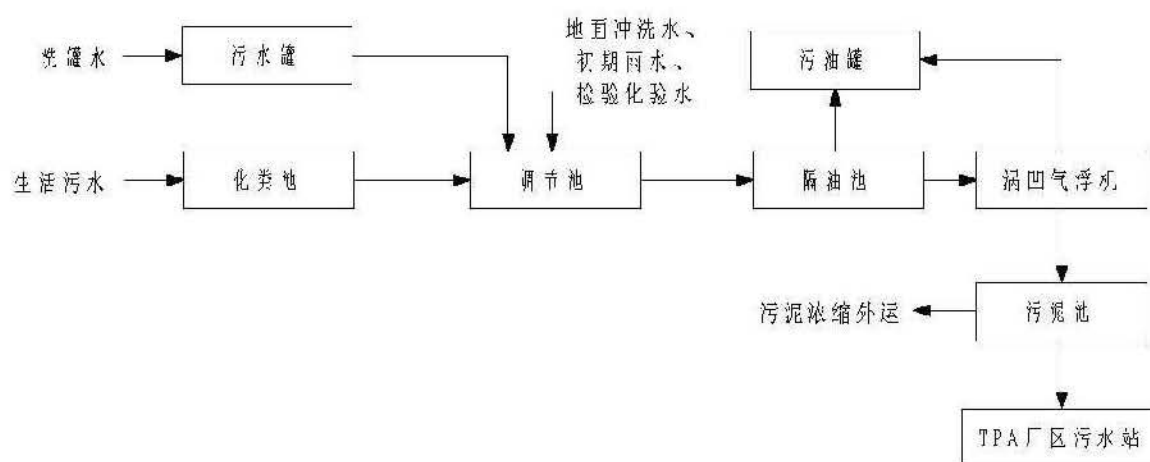 地面冲洗水、
初期雨水、
检验化验水
洗罐水
污水罐
污油罐
生活污水
化类池
调节池
隔油池
涡凹气浮机
污泥浓缩外运
污泥池
TPA厂区污水站